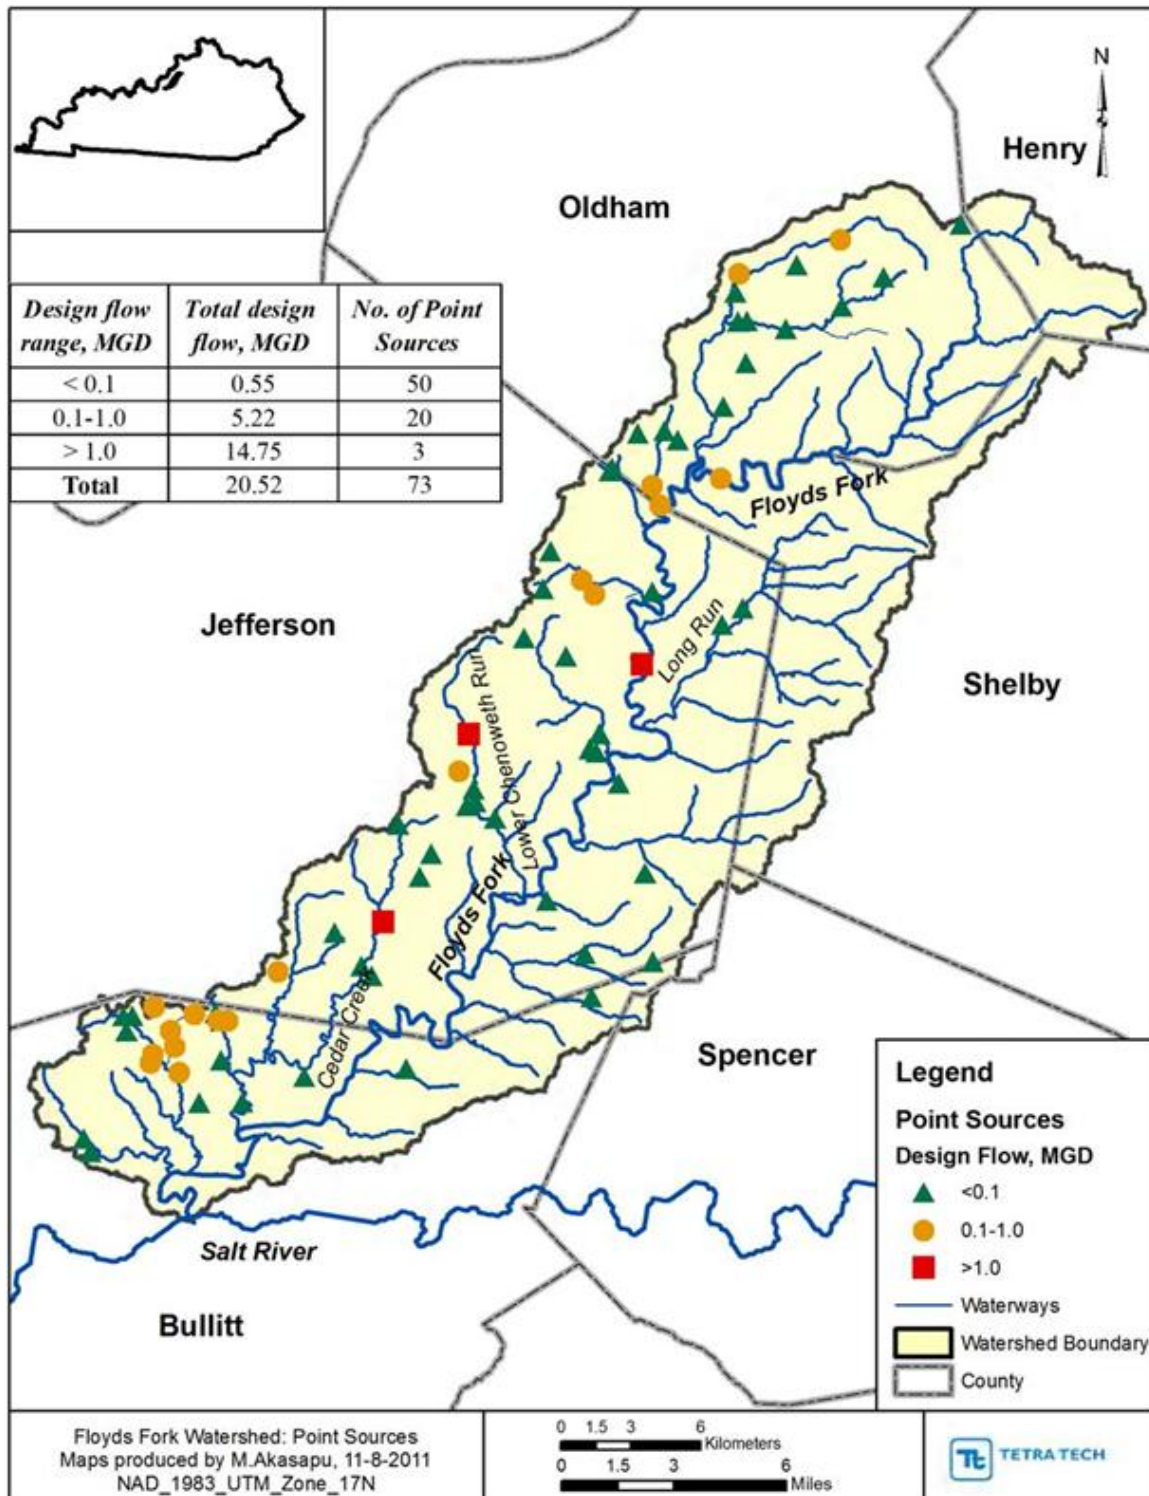 N
Henry
Oldham
Design flow range, MGD | Total design flow, MGD | No. of Point Sources
< 0.1 | 0.55 | 50
0.1-1.0 | 5.22 | 20
> 1.0 | 14.75 | 3
Total | 20.52 | 73
Floyds Fork
Jefferson
Long Run
Shelby
Lower Chenoweth Run
Floyds Fork
Cedar Creek
Spencer
Salt River
Bullitt
Legend
Point Sources
Design Flow, MGD
<0.1
0.1-1.0
>1.0
Waterways
Watershed Boundary
County
Floyds Fork Watershed: Point Sources
Maps produced by M.Akasapu, 11-8-2011
NAD_1983_UTM_Zone_17N
0 1.5 3 6
Kilometers
0 1.5 3 6
Miles
Tt TETRA TECH